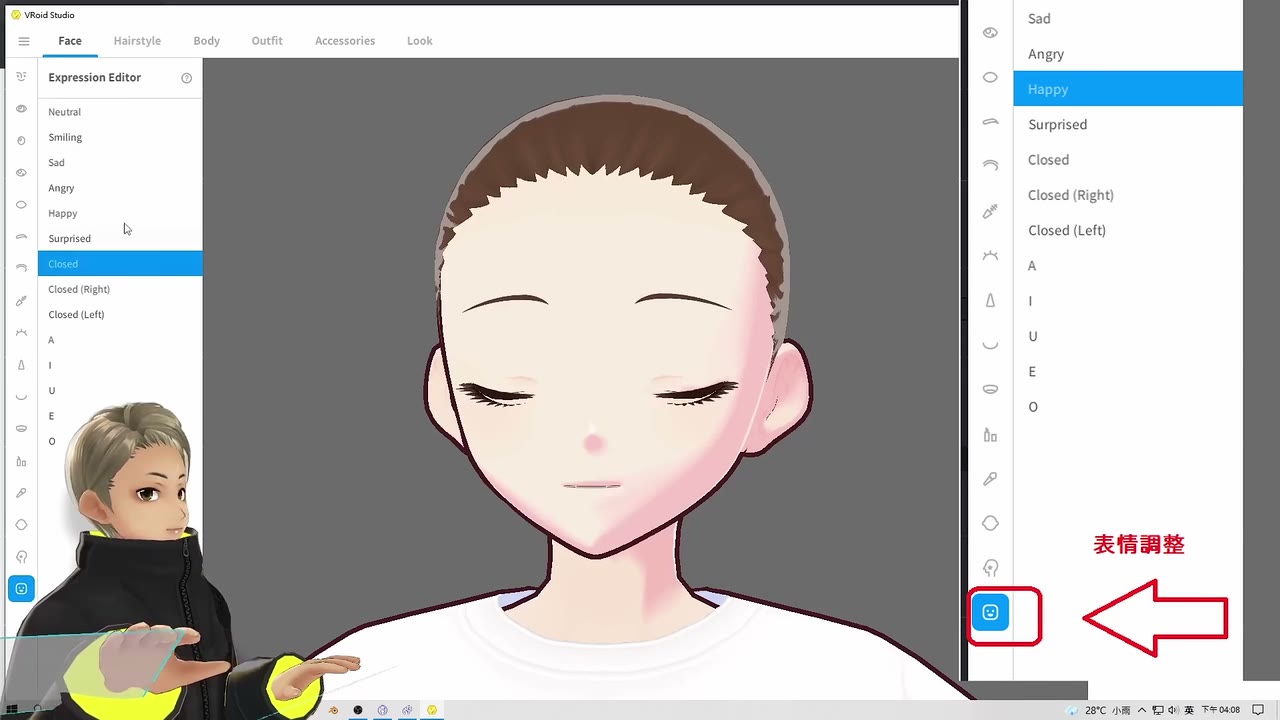 VRoid Studio
Face
Hairstyle
Body
Outfit
Accessories
Look
Expression Editor
Neutral
Smiling
Sad
Angry
Happy
Surprised
Closed
Closed (Right)
Closed (Left)
A
I
U
E
O
Sad
Angry
Happy
Surprised
Closed
Closed (Right)
Closed (Left)
A
I
U
E
O
表情調整
28°C 小雨 英 下午 04:08